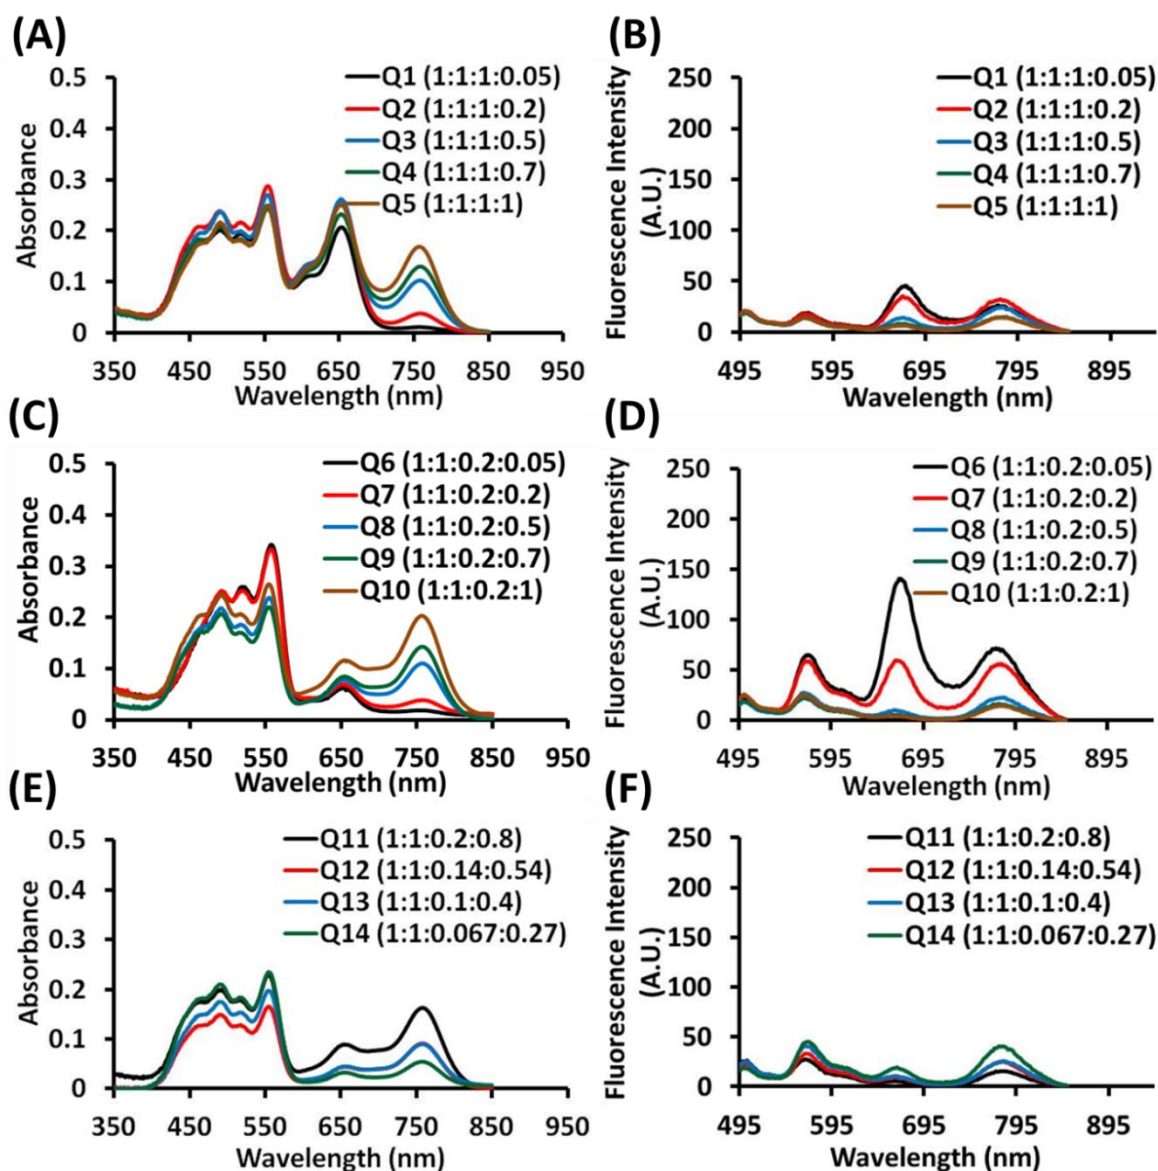 (A)
0.5
0.4
0.3
0.2
0.1
0
Absorbance
Q1 (1:1:1:0.05)
Q2 (1:1:1:0.2)
Q3 (1:1:1:0.5)
Q4 (1:1:1:0.7)
Q5 (1:1:1:1)
350 450 550 650 750 850 950
Wavelength (nm)
(B)
250
200
150
100
50
0
Fluorescence Intensity
(A.U.)
Q1 (1:1:1:0.05)
Q2 (1:1:1:0.2)
Q3 (1:1:1:0.5)
Q4 (1:1:1:0.7)
Q5 (1:1:1:1)
495 595 695 795 895
Wavelength (nm)
(C)
0.5
0.4
0.3
0.2
0.1
0
Absorbance
Q6 (1:1:0.2:0.05)
Q7 (1:1:0.2:0.2)
Q8 (1:1:0.2:0.5)
Q9 (1:1:0.2:0.7)
Q10 (1:1:0.2:1)
350 450 550 650 750 850 950
Wavelength (nm)
(D)
250
200
150
100
50
0
Fluorescence Intensity
(A.U.)
Q6 (1:1:0.2:0.05)
Q7 (1:1:0.2:0.2)
Q8 (1:1:0.2:0.5)
Q9 (1:1:0.2:0.7)
Q10 (1:1:0.2:1)
495 595 695 795 895
Wavelength (nm)
(E)
0.5
0.4
0.3
0.2
0.1
0
Absorbance
Q11 (1:1:0.2:0.8)
Q12 (1:1:0.14:0.54)
Q13 (1:1:0.1:0.4)
Q14 (1:1:0.067:0.27)
350 450 550 650 750 850 950
Wavelength (nm)
(F)
250
200
150
100
50
0
Fluorescence Intensity
(A.U.)
Q11 (1:1:0.2:0.8)
Q12 (1:1:0.14:0.54)
Q13 (1:1:0.1:0.4)
Q14 (1:1:0.067:0.27)
495 595 695 795 895
Wavelength (nm)